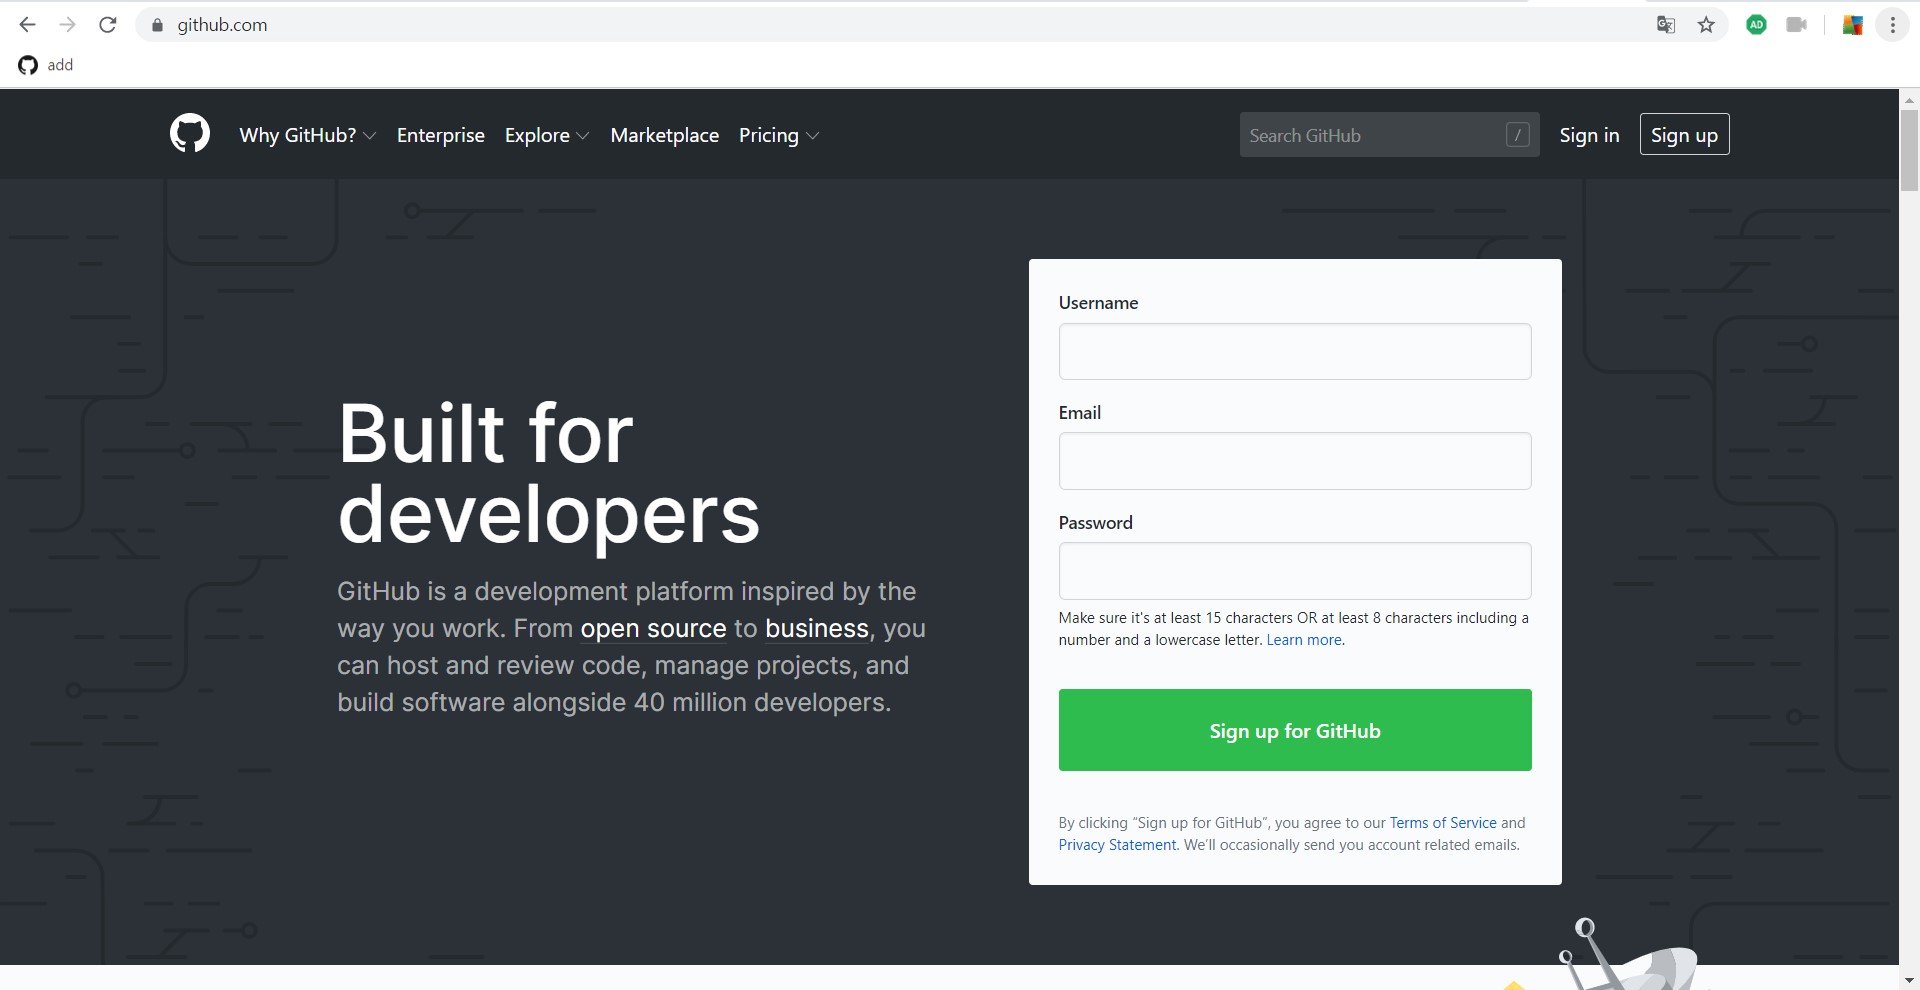 github.com
AD
add
Why GitHub? Enterprise Explore Marketplace Pricing
Search GitHub /
Sign in
Sign up
Built for
developers
GitHub is a development platform inspired by the
way you work. From open source to business, you
can host and review code, manage projects, and
build software alongside 40 million developers.
Username
Email
Password
Make sure it's at least 15 characters OR at least 8 characters including a
number and a lowercase letter. Learn more.
Sign up for GitHub
By clicking “Sign up for GitHub”, you agree to our Terms of Service and
Privacy Statement. We’ll occasionally send you account related emails.